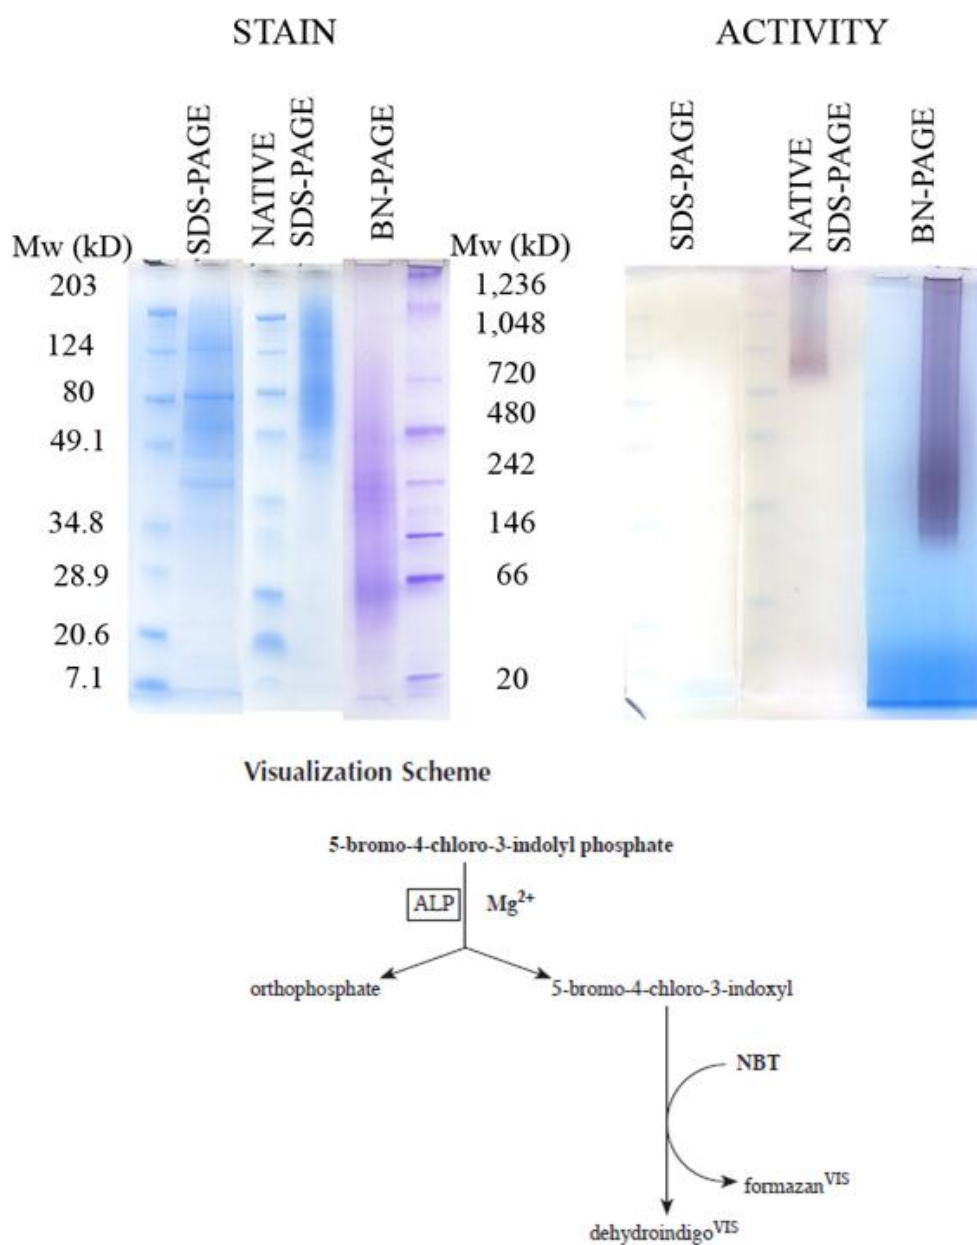 STAIN
ACTIVITY
SDS-PAGE
NATIVE
SDS-PAGE
BN-PAGE
SDS-PAGE
NATIVE
SDS-PAGE
BN-PAGE
Mw (kD)
203
124
80
49.1
34.8
28.9
20.6
7.1
Mw (kD)
1,236
1,048
720
480
242
146
66
20
Visualization Scheme
5-bromo-4-chloro-3-indolyl phosphate
ALP Mg²⁺
orthophosphate 5-bromo-4-chloro-3-indoxyl
NBT
formazanⱽᴵˢ
dehydroindigoⱽᴵˢ